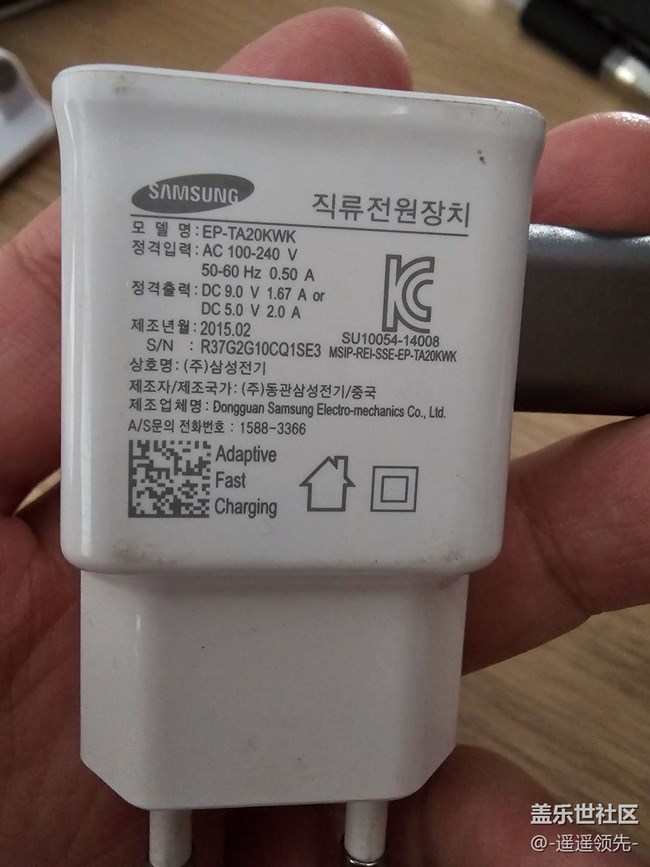 SAMSUNG
직류전원장치
모 델 명 : EP-TA20KWK
정격입력 : AC 100-240 V
50-60 Hz 0.50 A
정격출력 : DC 9.0 V 1.67 A or
DC 5.0 V 2.0 A
제조년월 : 2015.02
SU10054-14008
S/N : R37G2G10CQ1SE3
MSIP-REI-SSE-EP-TA20KWK
상호명 : (주)삼성전기
제조자/제조국가: (주)동관삼성전기/중국
제조업체명 : Dongguan Samsung Electro-mechanics Co., Ltd.
A/S문의 전화번호 : 1588-3366
Adaptive
Fast
Charging
盖乐世社区
@-遥遥领先-